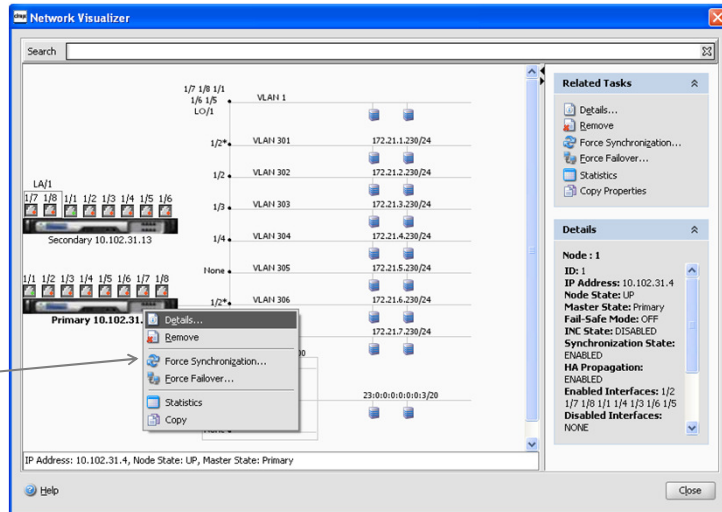 citrix Network Visualizer
Search
1/7 1/8 1/1
1/6 1/5
LO/1
VLAN 1
1/2* VLAN 301 172.21.1.230/24
1/2 VLAN 302 172.21.2.230/24
1/3 VLAN 303 172.21.3.230/24
1/4 VLAN 304 172.21.4.230/24
None VLAN 305 172.21.5.230/24
1/2* VLAN 306 172.21.6.230/24
172.21.7.230/24
23:0:0:0:0:0:0:3/20
LA/1
1/7 1/8 1/1 1/2 1/3 1/4 1/5 1/6
Secondary 10.102.31.13
1/1 1/2 1/3 1/4 1/5 1/6 1/7 1/8
Primary 10.102.31.
Details...
Remove
Force Synchronization...
Force Failover...
Statistics
Copy
IP Address: 10.102.31.4, Node State: UP, Master State: Primary
Related Tasks
Details...
Remove
Force Synchronization...
Force Failover...
Statistics
Copy Properties
Details
Node : 1
ID: 1
IP Address: 10.102.31.4
Node State: UP
Master State: Primary
Fail-Safe Mode: OFF
INC State: DISABLED
Synchronization State:
ENABLED
HA Propagation:
ENABLED
Enabled Interfaces: 1/2
1/7 1/8 1/1 1/4 1/3 1/6 1/5
Disabled Interfaces:
NONE
Help
Close